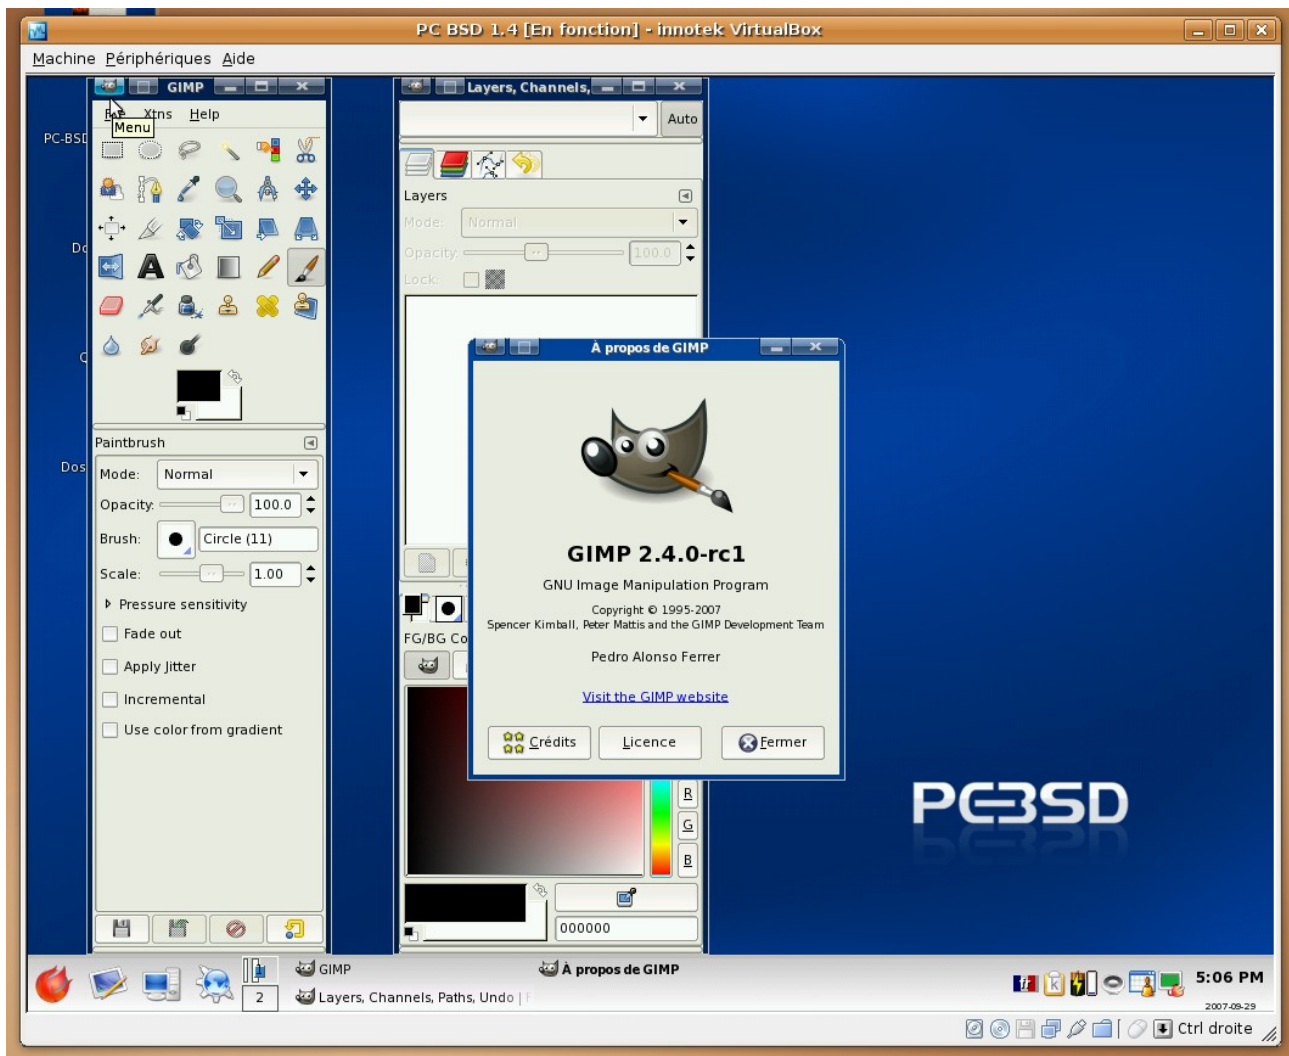 PC BSD 1.4 [En fonction] - innotek VirtualBox
Machine Périphériques Aide
GIMP
Xtns Help
Menu
PC-BSD
Paintbrush
Mode: Normal
Opacity: 100.0
Brush: Circle (11)
Scale: 1.00
Pressure sensitivity
Fade out
Apply Jitter
Incremental
Use color from gradient
Layers, Channels,
Auto
Layers
Mode: Normal
Opacity: 100.0
Lock:
FG/BG Co
R
G
B
000000
À propos de GIMP
GIMP 2.4.0-rc1
GNU Image Manipulation Program
Copyright © 1995-2007
Spencer Kimball, Peter Mattis and the GIMP Development Team
Pedro Alonso Ferrer
Visit the GIMP website
Crédits Licence Fermer
PCBSD
2
GIMP
À propos de GIMP
Layers, Channels, Paths, Undo |
5:06 PM
2007-09-29
Ctrl droite